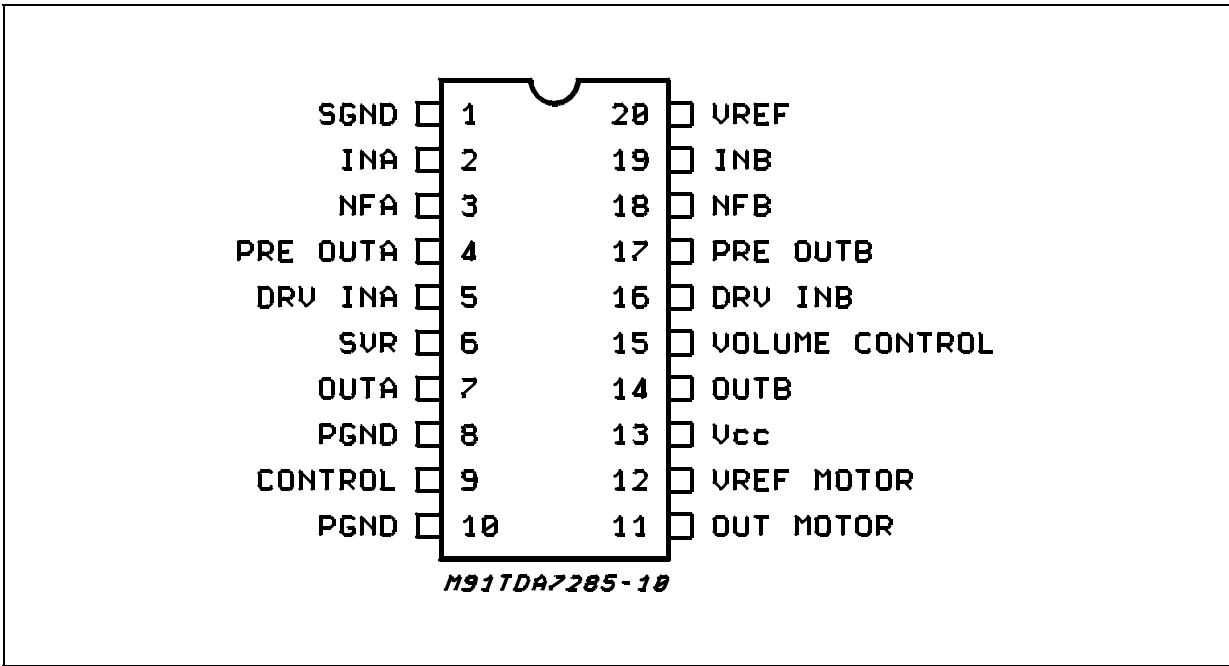 SGND 1 20 VREF
INA 2 19 INB
NFA 3 18 NFB
PRE OUTA 4 17 PRE OUTB
DRV INA 5 16 DRV INB
SVR 6 15 VOLUME CONTROL
OUTA 7 14 OUTB
PGND 8 13 Vcc
CONTROL 9 12 VREF MOTOR
PGND 10 11 OUT MOTOR
M91TDA7285-10